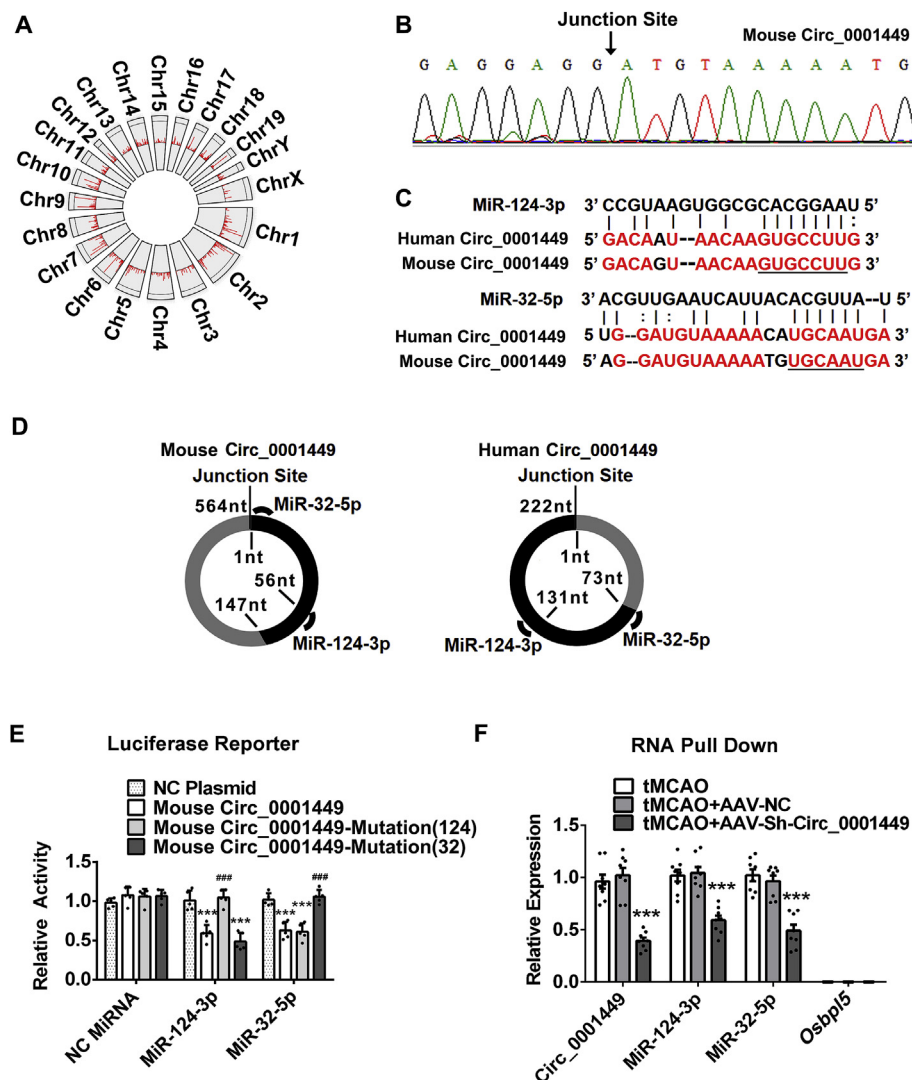 A
Chr1
Chr2
Chr3
Chr4
Chr5
Chr6
Chr7
Chr8
Chr9
Chr10
Chr11
Chr12
Chr13
Chr14
Chr15
Chr16
Chr17
Chr18
Chr19
ChrY
ChrX
B
Junction Site
Mouse Circ_0001449
G A G G A G G A T G T A A A A A T G
C
MiR-124-3p 3' CCGUAAGUGGCGCACGGAAU 5'
Human Circ_0001449 5' GACAAU--AACAAGUGCCUUG 3'
Mouse Circ_0001449 5' GACAGU--AACAAGUGCCUUG 3'
MiR-32-5p 3' ACGUUGAAUCAUUACACGUUA--U 5'
Human Circ_0001449 5 UG--GAUGUAAAAACAUGCAAUGA 3'
Mouse Circ_0001449 5' AG--GAUGUAAAAATGUGCAAUGA 3'
D
Mouse Circ_0001449
Junction Site
564nt
MiR-32-5p
1nt
56nt
147nt
MiR-124-3p
Human Circ_0001449
Junction Site
222nt
1nt
73nt
131nt
MiR-124-3p
MiR-32-5p
E
Luciferase Reporter
NC Plasmid
Mouse Circ_0001449
Mouse Circ_0001449-Mutation(124)
Mouse Circ_0001449-Mutation(32)
Relative Activity
1.5
1.0
0.5
0.0
***
###
***
***
***
###
NC MiRNA
MiR-124-3p
MiR-32-5p
F
RNA Pull Down
tMCAO
tMCAO+AAV-NC
tMCAO+AAV-Sh-Circ_0001449
Relative Expression
1.5
1.0
0.5
0.0
***
***
***
Circ_0001449
MiR-124-3p
MiR-32-5p
Osbpl5